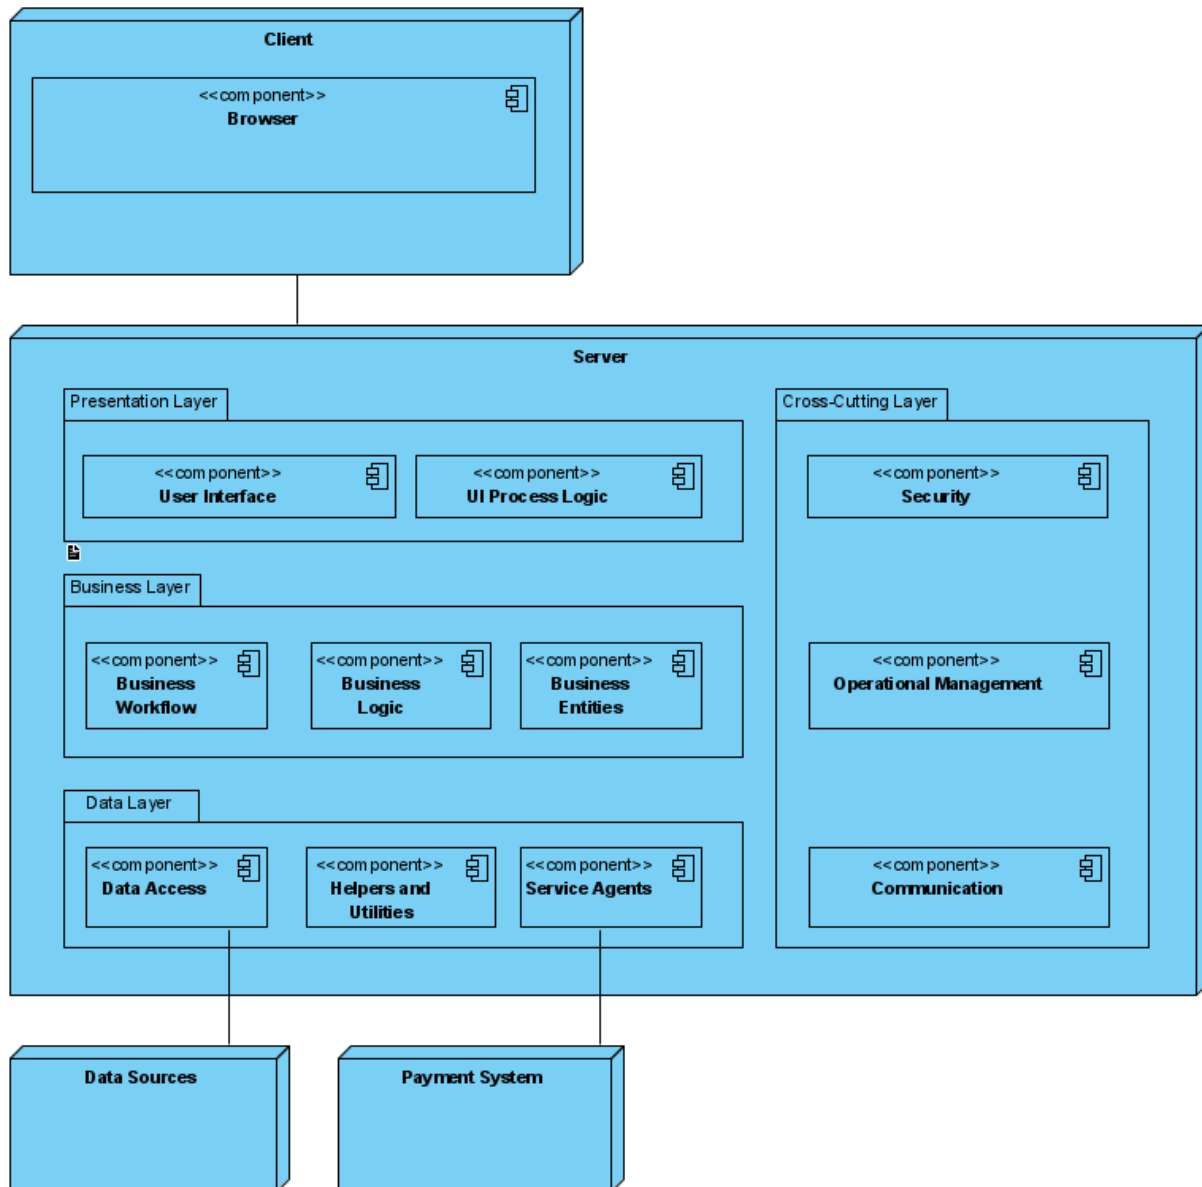 Client
<<component>>
Browser
Server
Presentation Layer
<<component>>
User Interface
<<component>>
UI Process Logic
Cross-Cutting Layer
<<component>>
Security
Business Layer
<<component>>
Business
Workflow
<<component>>
Business
Logic
<<component>>
Business
Entities
<<component>>
Operational Management
Data Layer
<<component>>
Data Access
<<component>>
Helpers and
Utilities
<<component>>
Service Agents
<<component>>
Communication
Data Sources
Payment System